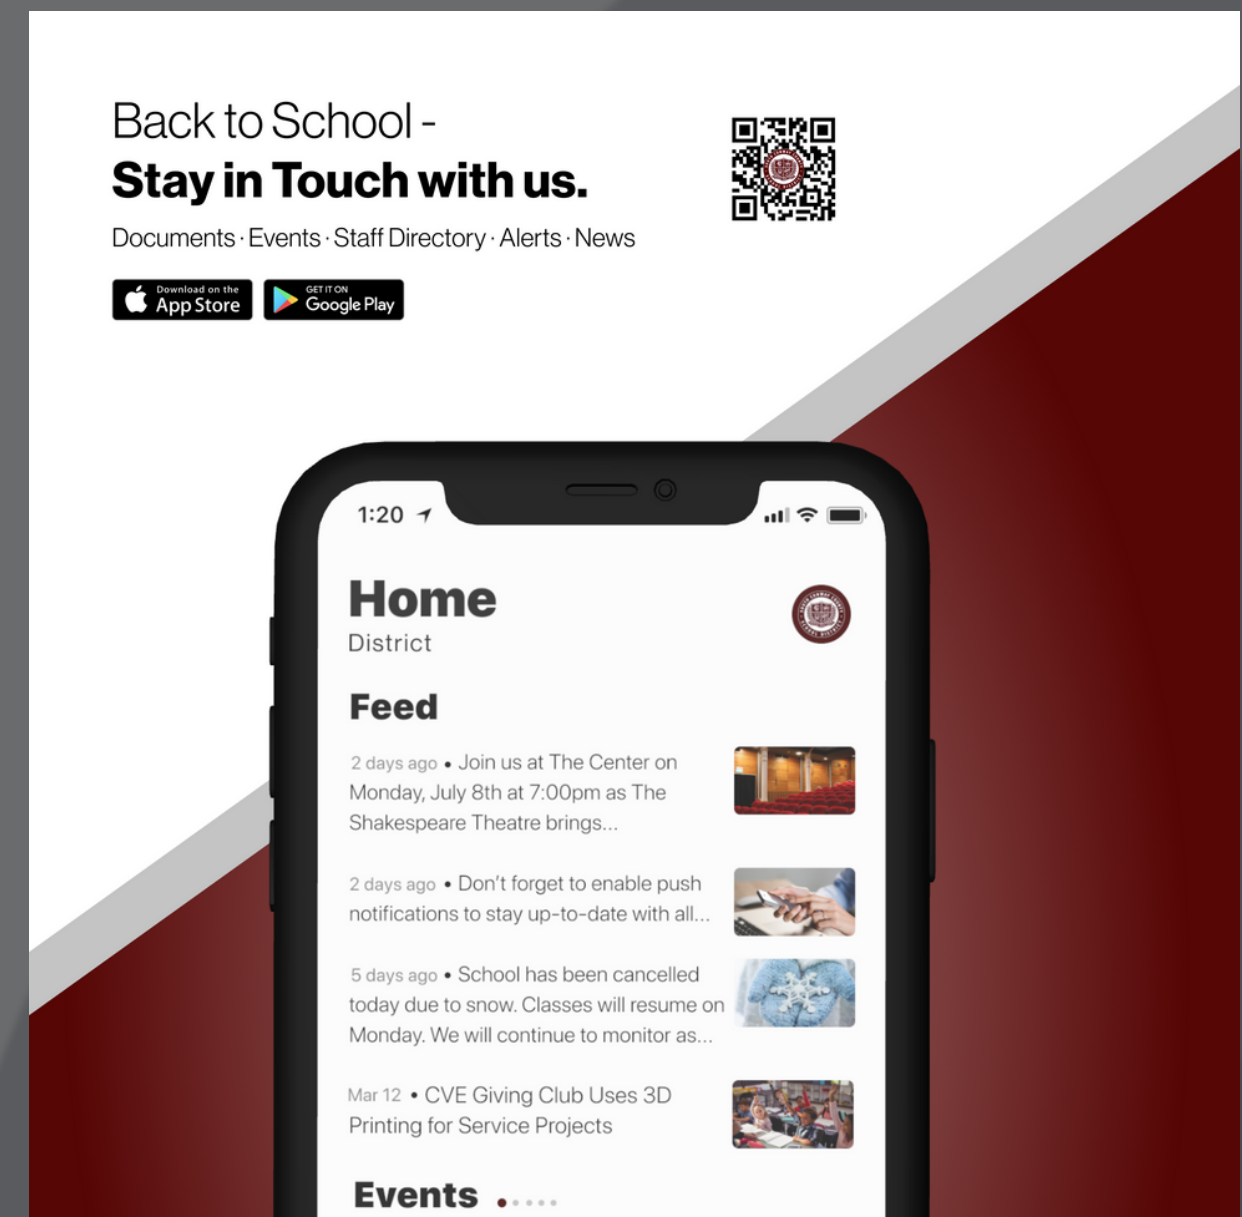 Back to School -
Stay in Touch with us.
Documents · Events · Staff Directory · Alerts · News
Download on the
App Store
GET IT ON
Google Play
1:20
Home
District
Feed
2 days ago • Join us at The Center on
Monday, July 8th at 7:00pm as The
Shakespeare Theatre brings...
2 days ago • Don't forget to enable push
notifications to stay up-to-date with all...
5 days ago • School has been cancelled
today due to snow. Classes will resume on
Monday. We will continue to monitor as...
Mar 12 • CVE Giving Club Uses 3D
Printing for Service Projects
Events
SOUTH CONWAY COUNTY
SCHOOL DISTRICT